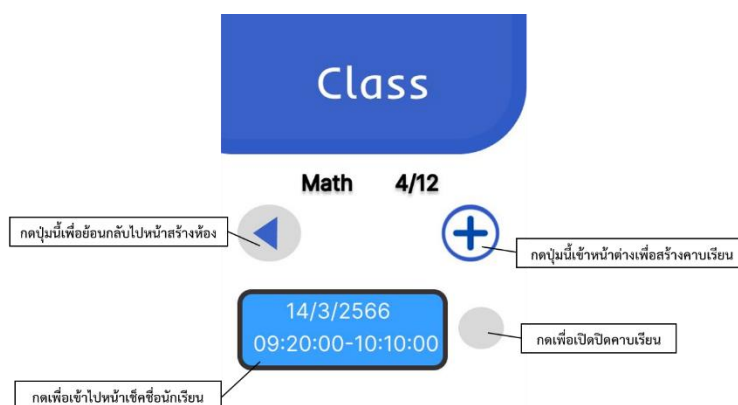 Class
Math 4/12
กดปุ่มนี้เพื่อย้อนกลับไปหน้าสร้างห้อง
กดปุ่มนี้เข้าหน้าต่างเพื่อสร้างคาบเรียน
14/3/2566
09:20:00-10:10:00
กดเพื่อเปิดปิดคาบเรียน
กดเพื่อเข้าไปหน้าเช็คชื่อนักเรียน